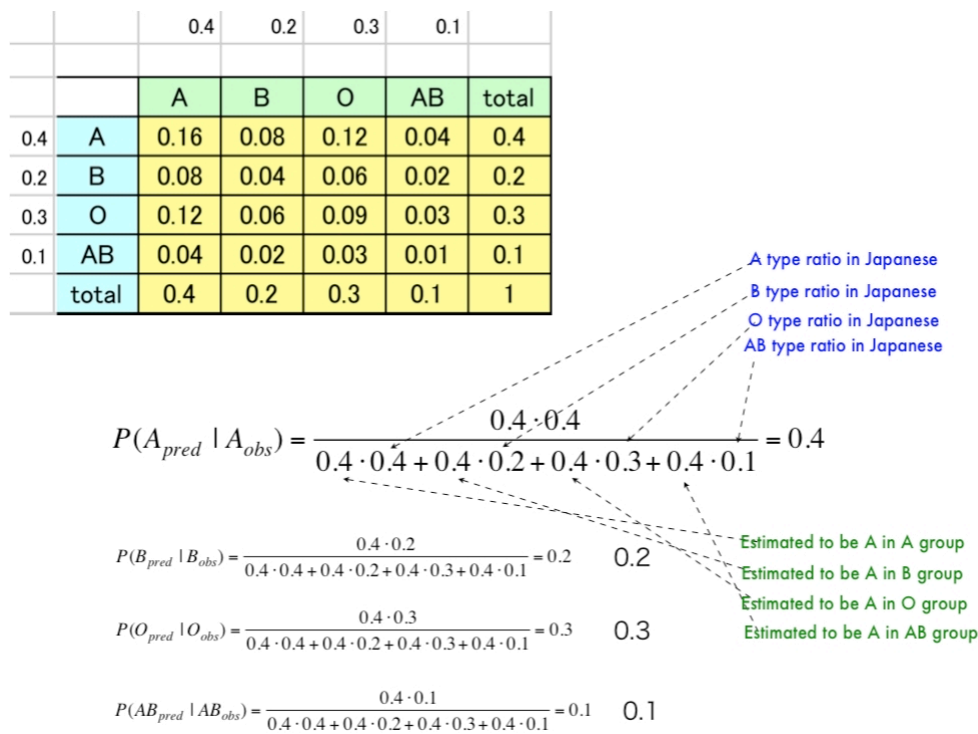 0.4 0.2 0.3 0.1
A B O AB total
0.4 A 0.16 0.08 0.12 0.04 0.4
0.2 B 0.08 0.04 0.06 0.02 0.2
0.3 O 0.12 0.06 0.09 0.03 0.3
0.1 AB 0.04 0.02 0.03 0.01 0.1
total 0.4 0.2 0.3 0.1 1
A type ratio in Japanese
B type ratio in Japanese
O type ratio in Japanese
AB type ratio in Japanese
0.4 · 0.4
P(A_pred | A_obs) = = 0.4
0.4 · 0.4 + 0.4 · 0.2 + 0.4 · 0.3 + 0.4 · 0.1
Estimated to be A in A group
Estimated to be A in B group
Estimated to be A in O group
Estimated to be A in AB group
0.4 · 0.2
P(B_pred | B_obs) = = 0.2 0.2
0.4 · 0.4 + 0.4 · 0.2 + 0.4 · 0.3 + 0.4 · 0.1
0.4 · 0.3
P(O_pred | O_obs) = = 0.3 0.3
0.4 · 0.4 + 0.4 · 0.2 + 0.4 · 0.3 + 0.4 · 0.1
0.4 · 0.1
P(AB_pred | AB_obs) = = 0.1 0.1
0.4 · 0.4 + 0.4 · 0.2 + 0.4 · 0.3 + 0.4 · 0.1